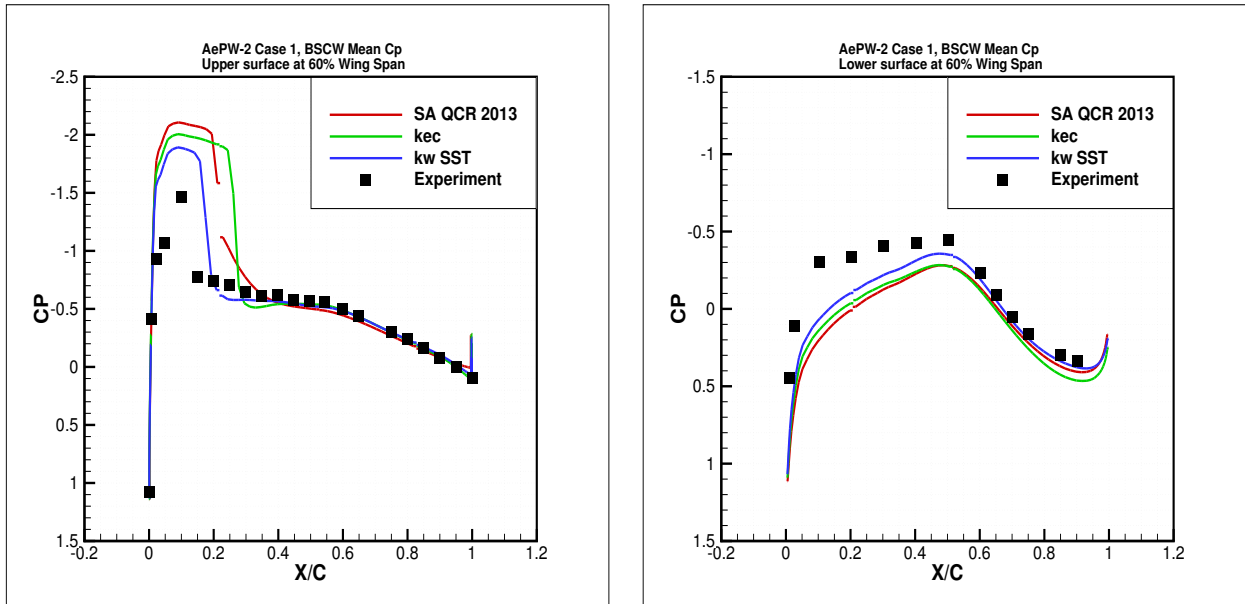 AePW-2 Case 1, BSCW Mean Cp
Upper surface at 60% Wing Span
-2.5
-2
-1.5
-1
-0.5
0
0.5
1
1.5
CP
SA QCR 2013
kec
kw SST
Experiment
-0.2
0
0.2
0.4
0.6
0.8
1
1.2
X/C
AePW-2 Case 1, BSCW Mean Cp
Lower surface at 60% Wing Span
-1.5
-1
-0.5
0
0.5
1
1.5
CP
SA QCR 2013
kec
kw SST
Experiment
-0.2
0
0.2
0.4
0.6
0.8
1
1.2
X/C